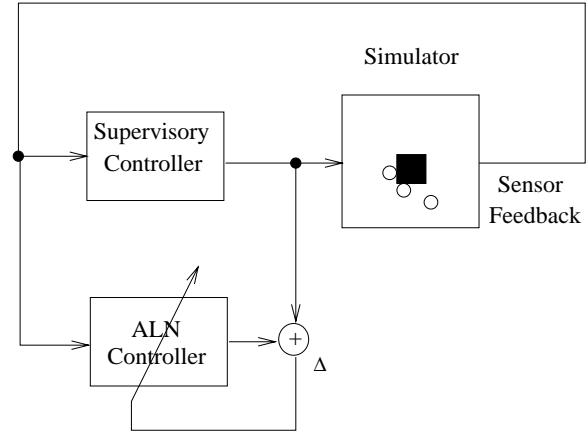 Simulator
Supervisory
Controller
Sensor
Feedback
ALN
Controller
+
Δ